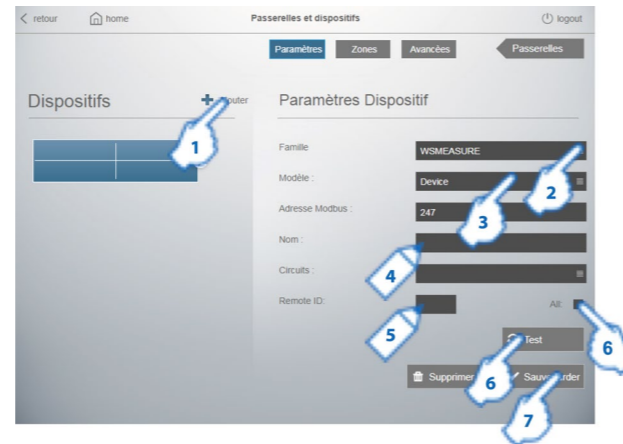 retour home Passerelles et dispositifs logout
Paramètres Zones Avancées Passerelles
Dispositifs Paramètres Dispositif
1
Famille WSMEASURE
2
Modèle : Device
3
Adresse Modbus : 247
Nom :
4
Circuits :
Remote ID: Alt:
5
6
Test
6
Supprimer
7